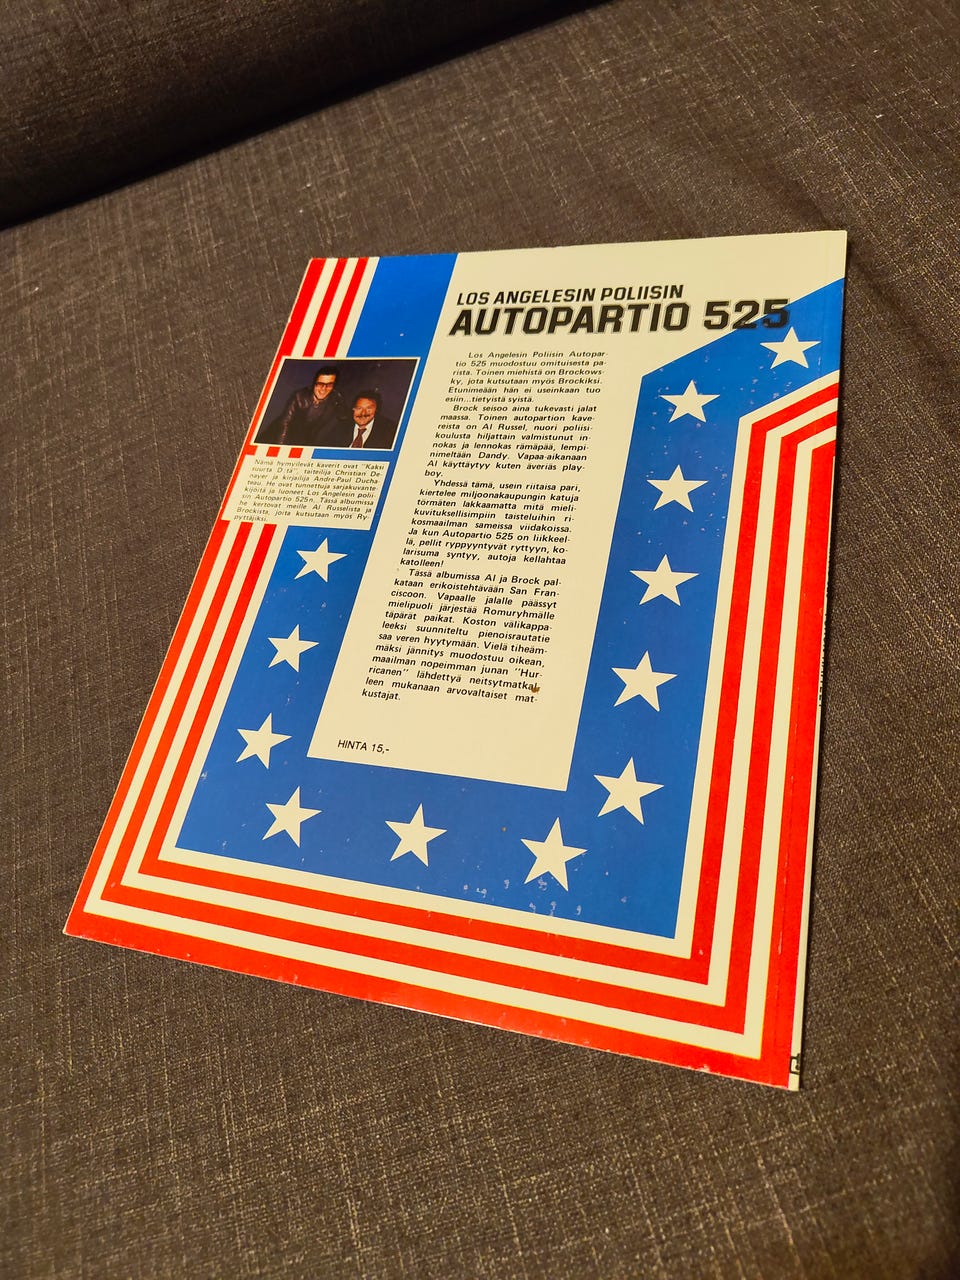 LOS ANGELESIN POLIISIN
AUTOPARTIO 525
Los Angelesin Poliisin Autopar-
tio 525 muodostuu omituisesta pa-
rista. Toinen miehistä on Brockows-
ky, jota kutsutaan myös Brockiksi.
Etunimeään hän ei useinkaan tuo
esiin...tietyistä syistä.
Brock seisoo aina tukevasti jalat
maassa. Toinen autopartion kave-
reista on Al Russel, nuori poliisi-
koulusta hiljattain valmistunut in-
nokas ja lennokas rämäpää, lempi-
nimeltään Dandy. Vapaa-aikanaan
Al käyttäytyy kuten äveriäs play-
boy.
Yhdessä tämä, usein riitaisa pari,
kiertelee miljoonakaupungin katuja
törmäten lakkaamatta mitä mieli-
kuvituksellisimpiin taisteluihin ri-
kosmaailman sameissa viidakoissa.
Ja kun Autopartio 525 on liikkeel-
lä, pellit ryppyyntyvät ryttyyn, ko-
larisuma syntyy, autoja kellahtaa
katolleen!
Tässä albumissa Al ja Brock pal-
kataan erikoistehtävään San Fran-
ciscoon. Vapaalle jalalle päässyt
mielipuoli järjestää Romuryhmälle
täpärät paikat. Koston välikappa-
leeksi suunniteltu pienoisrautatie
saa veren hyytymään. Vielä tiheäm-
mäksi jännitys muodostuu oikean,
maailman nopeimman junan "Hur-
ricanen" lähdettyä neitsytmatkal-
leen mukanaan arvovaltaiset mat-
kustajat.
HINTA 15,-
Nämä hymyilevät kaverit ovat "Kaksi
suurta D:tä", taiteilija Christian De-
nayer ja kirjailija Andre-Paul Ducha-
teau. He ovat tunnettuja sarjakuvante-
kijöitä ja luoneet Los Angelesin polii-
sin Autopartio 525:n. Tässä albumissa
he kertovat meille Al Russelista ja
Brockista, joita kutsutaan myös Ry-
pyttäjiksi.